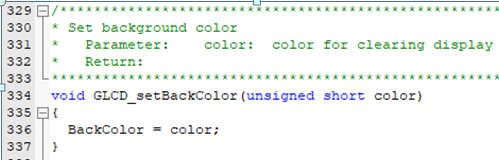 329 /*************************************************************
330 * Set background color
331 *   Parameter:    color:  color for clearing display
332 *   Return:
333 **************************************************************
334 void GLCD_setBackColor(unsigned short color)
335 {
336   BackColor = color;
337 }